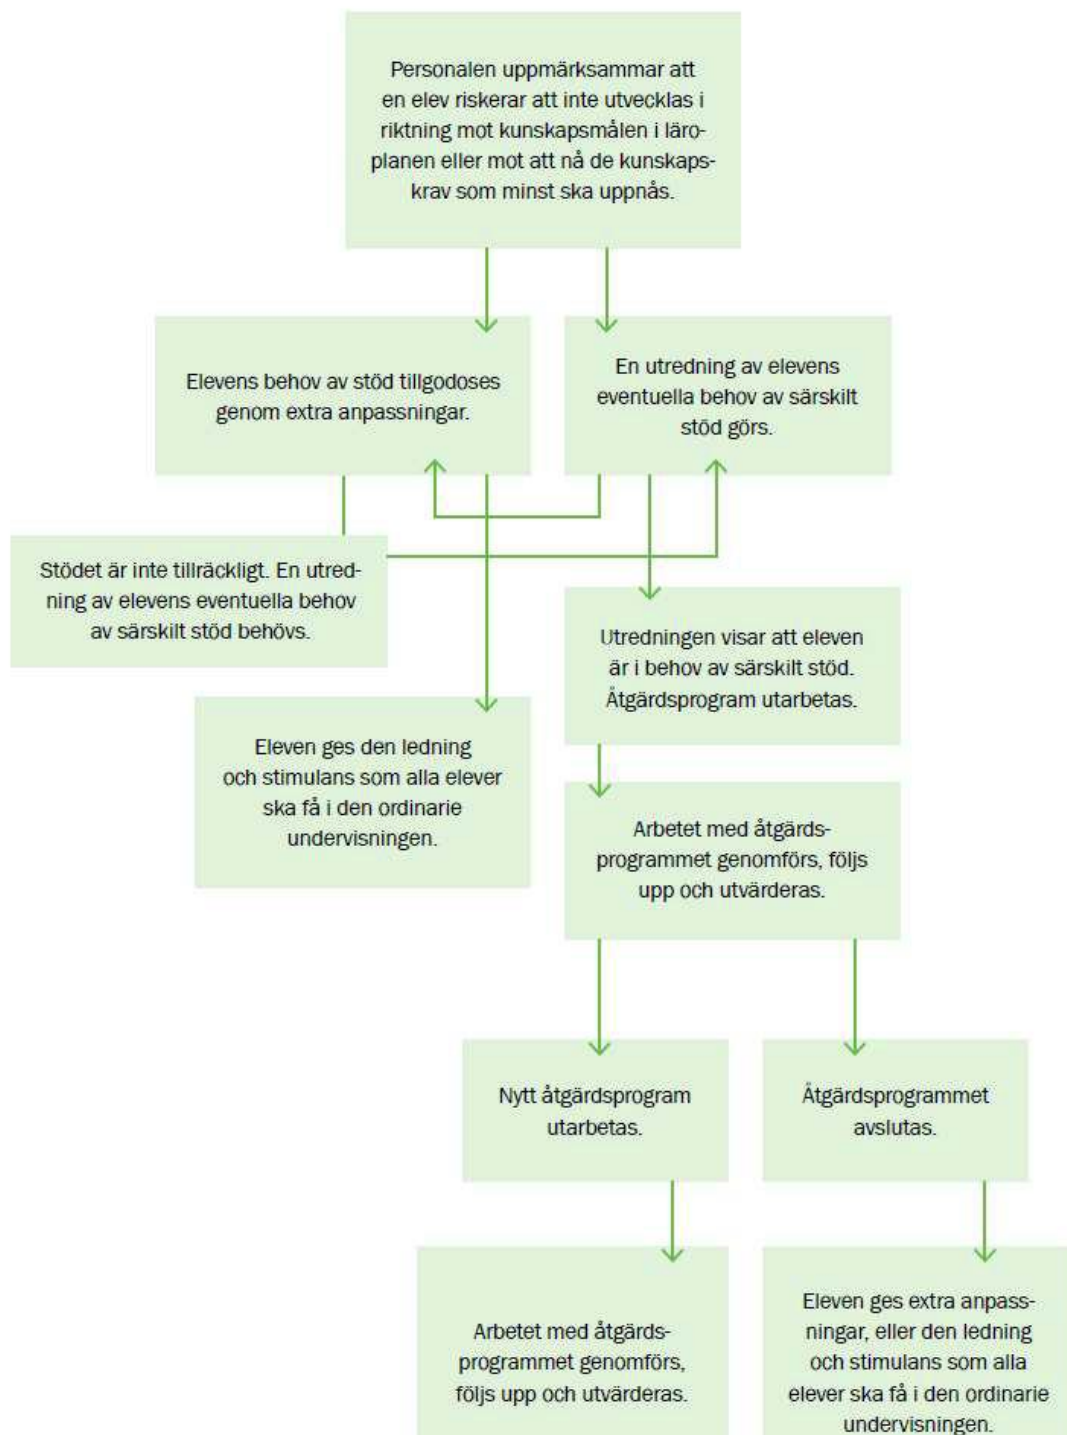 Personalen uppmärksammar att
en elev riskerar att inte utvecklas i
riktning mot kunskapsmålen i läro-
planen eller mot att nå de kunskaps-
krav som minst ska uppnås.
Elevens behov av stöd tillgodoses
genom extra anpassningar.
En utredning av elevens
eventuella behov av särskilt
stöd görs.
Stödet är inte tillräckligt. En utred-
ning av elevens eventuella behov
av särskilt stöd behövs.
Utredningen visar att eleven
är i behov av särskilt stöd.
Åtgärdsprogram utarbetas.
Eleven ges den ledning
och stimulans som alla elever
ska få i den ordinarie
undervisningen.
Arbetet med åtgärds-
programmet genomförs, följs
upp och utvärderas.
Nytt åtgärdsprogram
utarbetas.
Åtgärdsprogrammet
avslutas.
Arbetet med åtgärds-
programmet genomförs,
följs upp och utvärderas.
Eleven ges extra anpass-
ningar, eller den ledning
och stimulans som alla
elever ska få i den ordinarie
undervisningen.